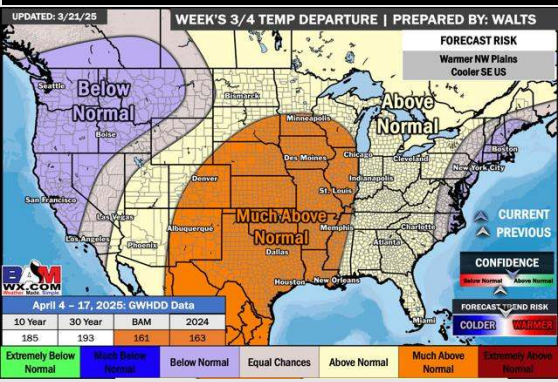 UPDATED: 3/21/25
WEEK'S 3/4 TEMP DEPARTURE | PREPARED BY: WALTS
FORECAST RISK
Warmer NW Plains
Cooler SE US
Seattle
Below
Normal
Boise
Bismarck
Minneapolis
Above
Normal
Boston
New York City
Des Moines
Chicago
Cleveland
Denver
Indianapolis
St. Louis
San Francisco
Las Vegas
Los Angeles
Phoenix
Albuquerque
Much Above
Normal
Memphis
Charlotte
Atlanta
Dallas
Houston
New Orleans
Miami
CURRENT
PREVIOUS
CONFIDENCE
Below Normal
Above Normal
FORECAST TREND RISK
COLDER
WARMER
BAM
WX.COM
Weather Made Simple
April 4 – 17, 2025: GWHDD Data
10 Year 30 Year BAM 2024
185 193 161 163
Extremely Below
Normal
Much Below
Normal
Below Normal
Equal Chances
Above Normal
Much Above
Normal
Extremely Above
Normal